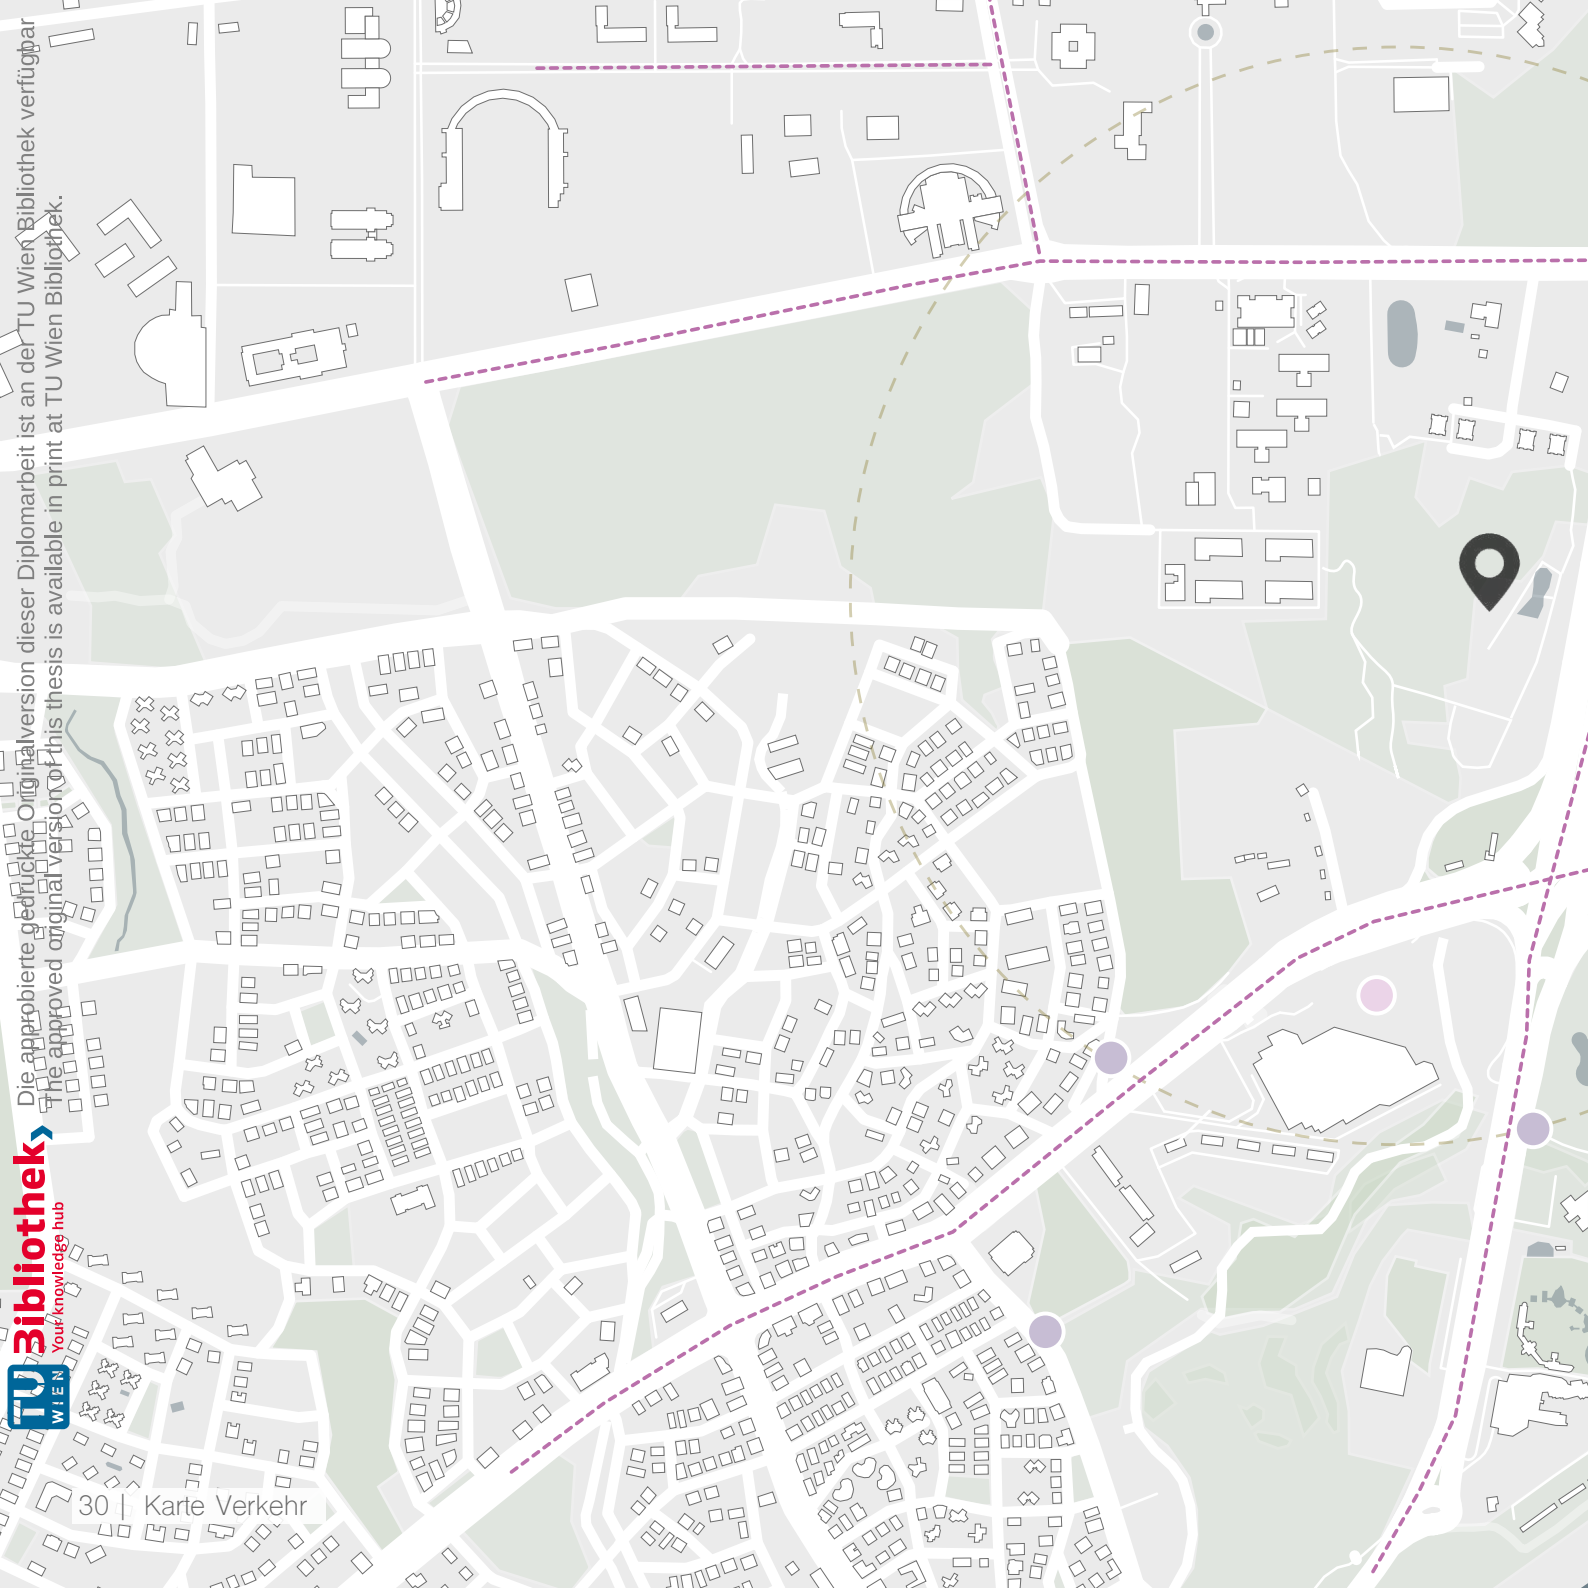 Die approbierte gedruckte Originalversion dieser Diplomarbeit ist an der TU Wien Bibliothek verfügbar
The approved original version of this thesis is available in print at TU Wien Bibliothek.
Bibliothek
Your knowledge hub
TU
WIEN
30 | Karte Verkehr